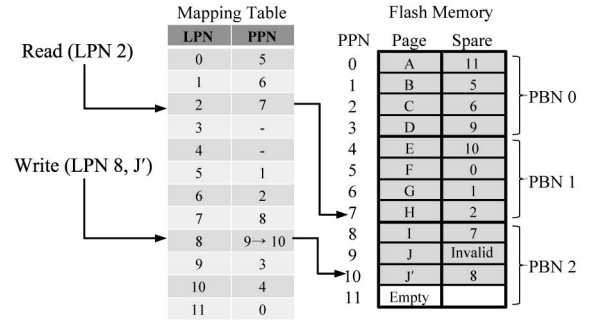 Mapping Table
Flash Memory
LPN PPN
PPN Page Spare
Read (LPN 2)
Write (LPN 8, J′)
0 5
1 6
2 7
3 -
4 -
5 1
6 2
7 8
8 9→ 10
9 3
10 4
11 0
0 A 11
1 B 5
2 C 6
3 D 9
4 E 10
5 F 0
6 G 1
7 H 2
8 I 7
9 J Invalid
10 J′ 8
11 Empty
PBN 0
PBN 1
PBN 2